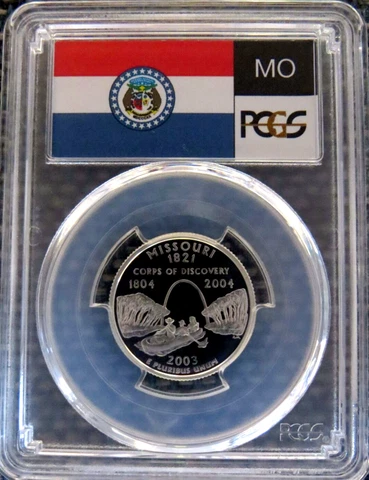 MO
PCGS
MISSOURI
1821
CORPS OF DISCOVERY
1804 2004
2003
E PLURIBUS UNUM
PCGS